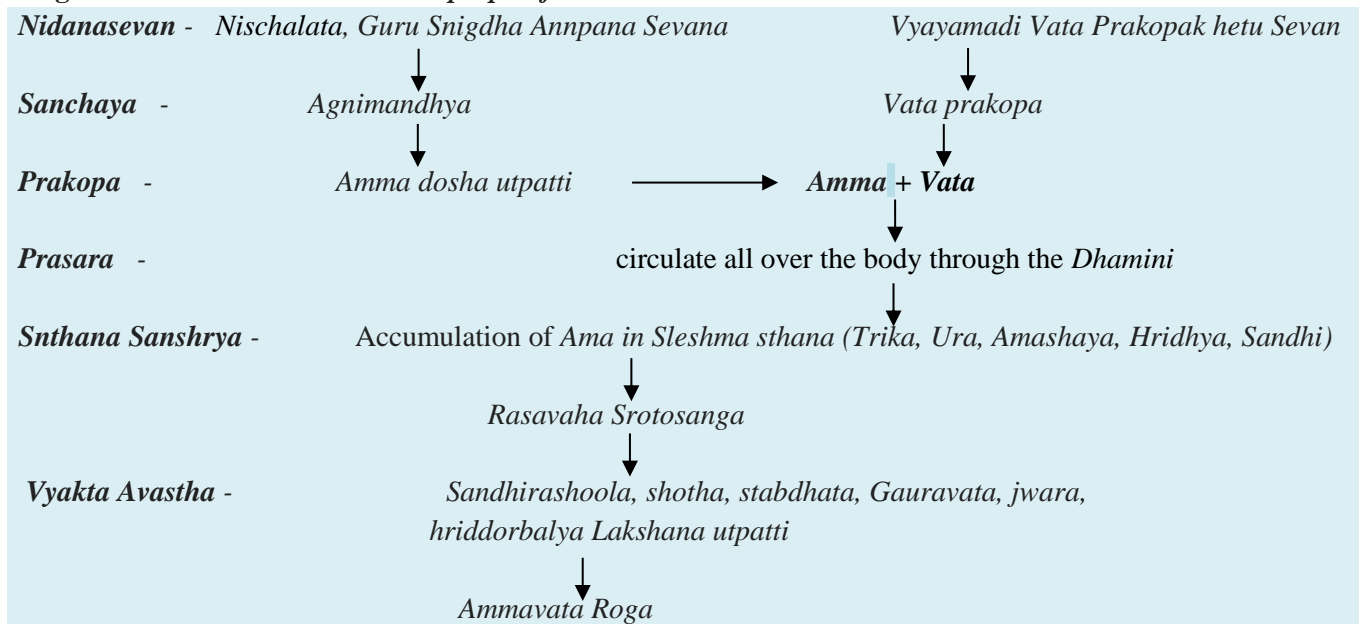 Nidanasevan - Nischalata, Guru Snigdha Annpana Sevana Vyayamadi Vata Prakopak hetu Sevan
Sanchaya - Agnimandhya Vata prakopa
Prakopa - Amma dosha utpatti Amma + Vata
Prasara - circulate all over the body through the Dhamini
Snthana Sanshrya - Accumulation of Ama in Sleshma sthana (Trika, Ura, Amashaya, Hridhya, Sandhi)
Rasavaha Srotosanga
Vyakta Avastha - Sandhirashoola, shotha, stabdhata, Gauravata, jwara,
hriddorbalya Lakshana utpatti
Ammavata Roga